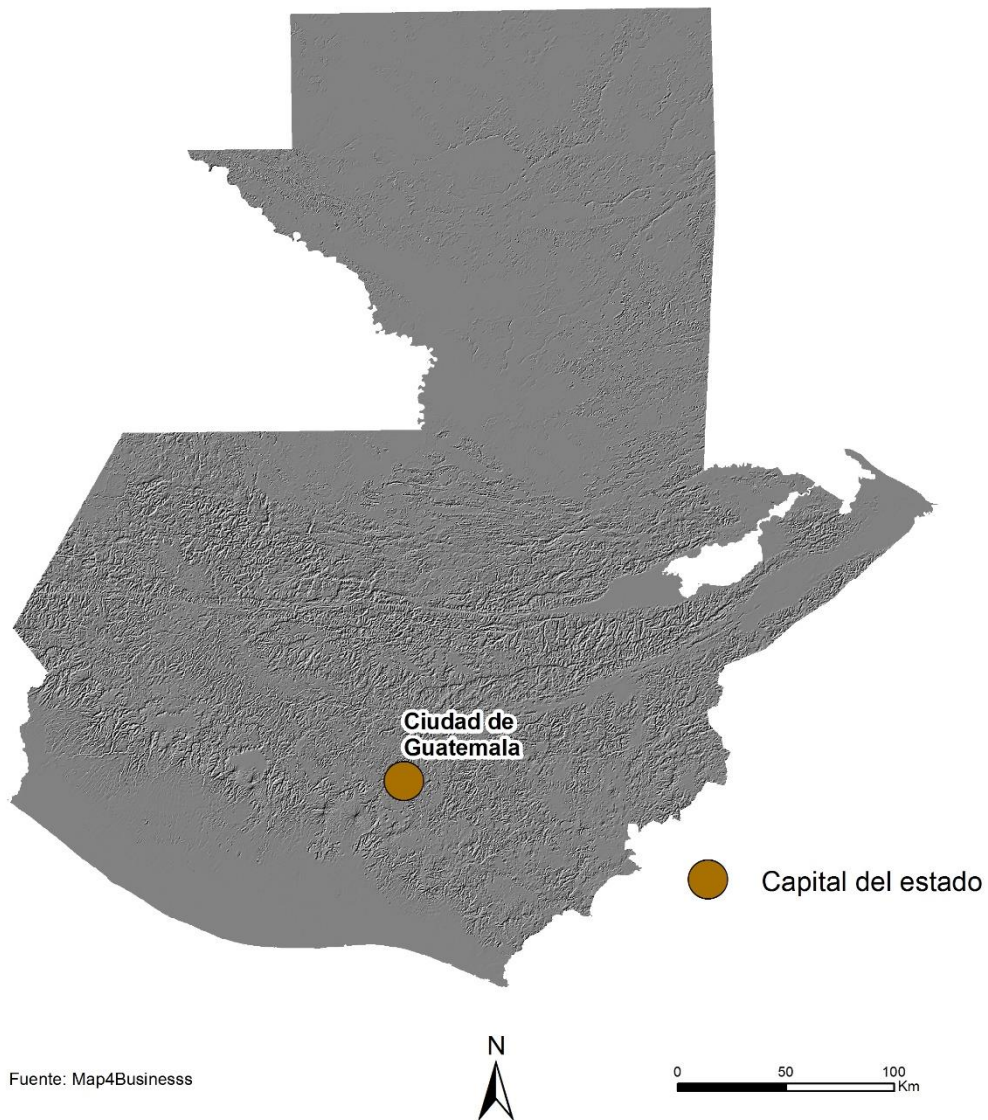 Ciudad de
Guatemala
Capital del estado
N
Fuente: Map4Businesss
0 50 100
Km